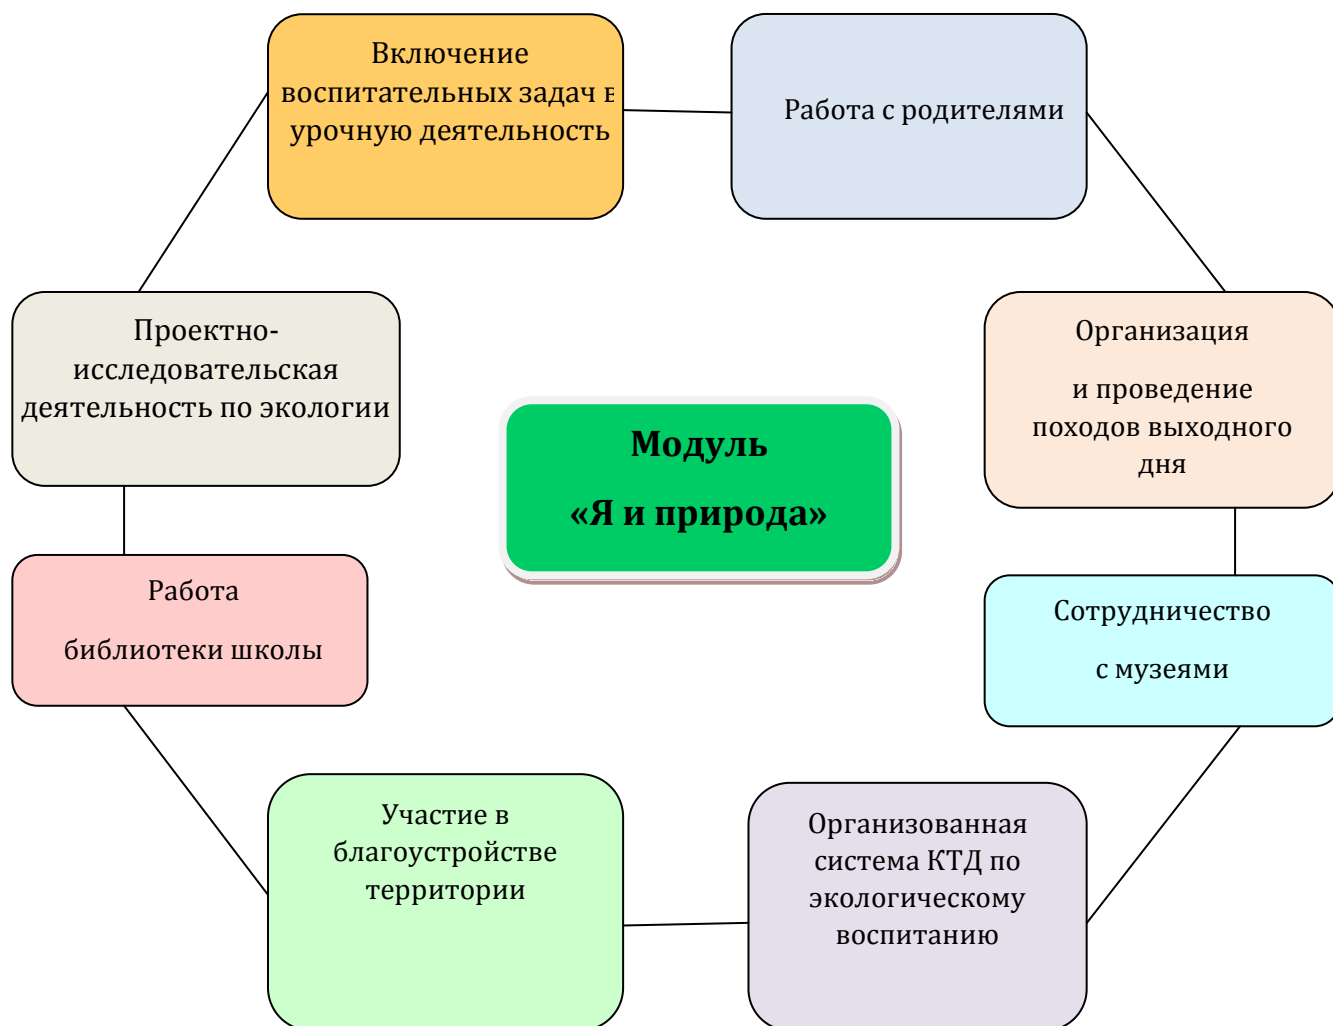 Включение
воспитательных задач в
урочную деятельность
Работа с родителями
Проектно-
исследовательская
деятельность по экологии
Организация
и проведение
походов выходного
дня
Модуль
«Я и природа»
Работа
библиотеки школы
Сотрудничество
с музеями
Участие в
благоустройстве
территории
Организованная
система КТД по
экологическому
воспитанию